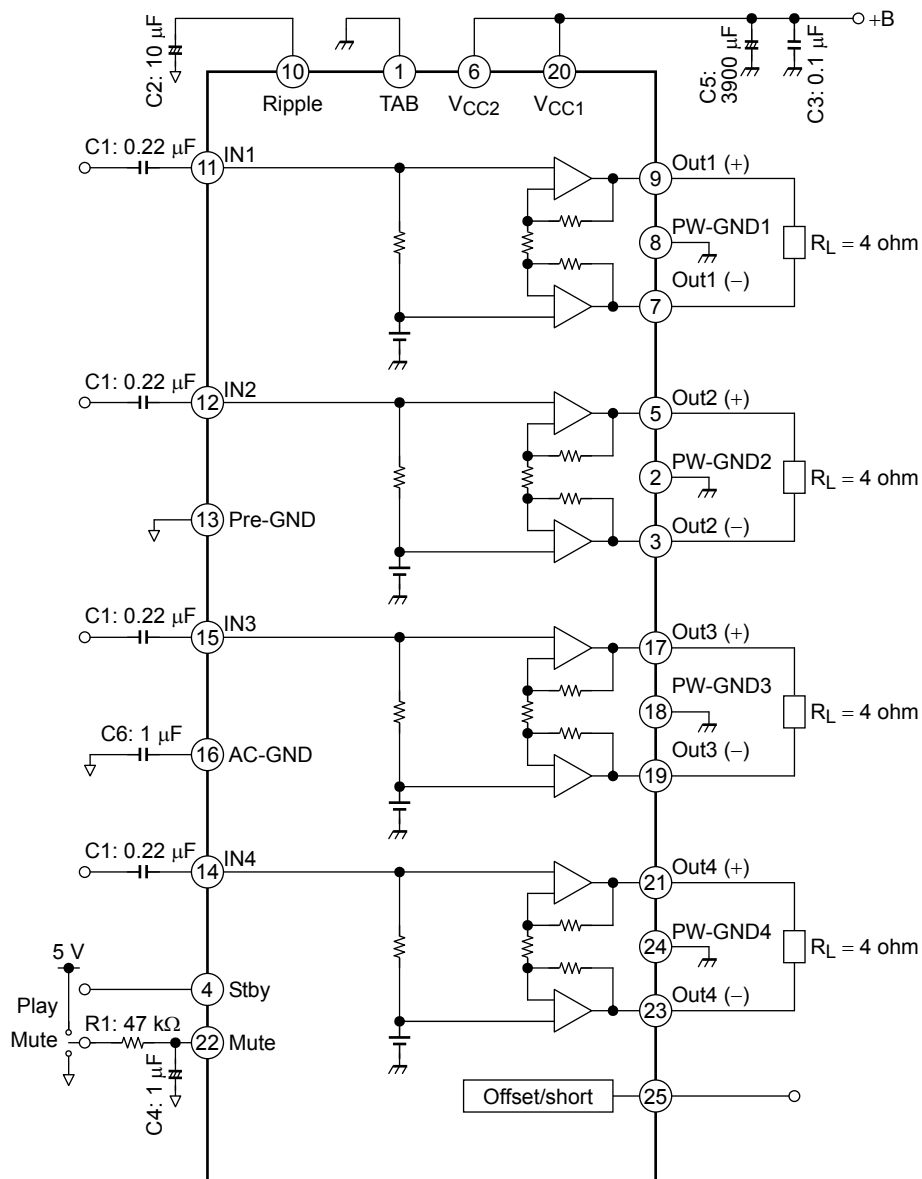 C2: 10 μF
+B
C5: 3900 μF
C3: 0.1 μF
10
1
6
20
Ripple
TAB
VCC2
VCC1
C1: 0.22 μF
11
IN1
9
Out1 (+)
8
PW-GND1
RL = 4 ohm
7
Out1 (−)
C1: 0.22 μF
12
IN2
5
Out2 (+)
2
PW-GND2
RL = 4 ohm
3
Out2 (−)
13
Pre-GND
C1: 0.22 μF
15
IN3
17
Out3 (+)
18
PW-GND3
RL = 4 ohm
19
Out3 (−)
C6: 1 μF
16
AC-GND
C1: 0.22 μF
14
IN4
21
Out4 (+)
24
PW-GND4
RL = 4 ohm
23
Out4 (−)
5 V
4
Stby
Play
Mute
R1: 47 kΩ
22
Mute
C4: 1 μF
Offset/short
25